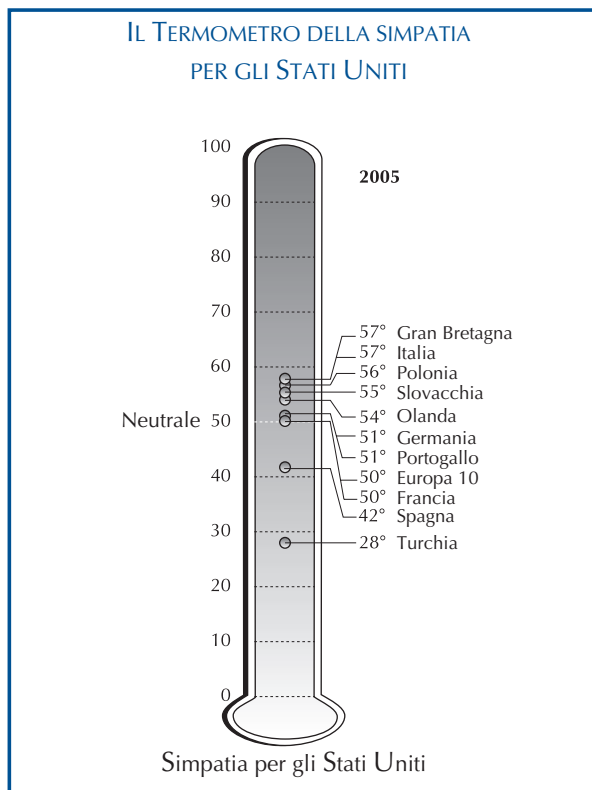 IL TERMOMETRO DELLA SIMPATIA
PER GLI STATI UNITI
100
2005
90
80
70
57° Gran Bretagna
57° Italia
60
56° Polonia
55° Slovacchia
54° Olanda
Neutrale 50
51° Germania
51° Portogallo
50° Europa 10
40
50° Francia
42° Spagna
30
28° Turchia
20
10
0
Simpatia per gli Stati Uniti